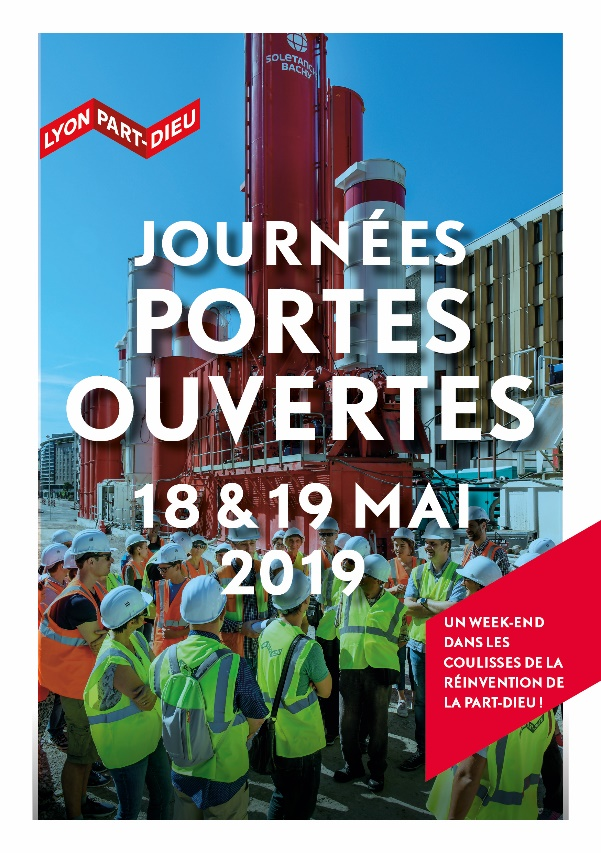 SOLETANCHE
BACHY
LYON PART-DIEU
JOURNÉES
PORTES
OUVERTES
18 & 19 MAI
2019
UN WEEK-END
DANS LES
COULISSES DE LA
RÉINVENTION DE
LA PART-DIEU !